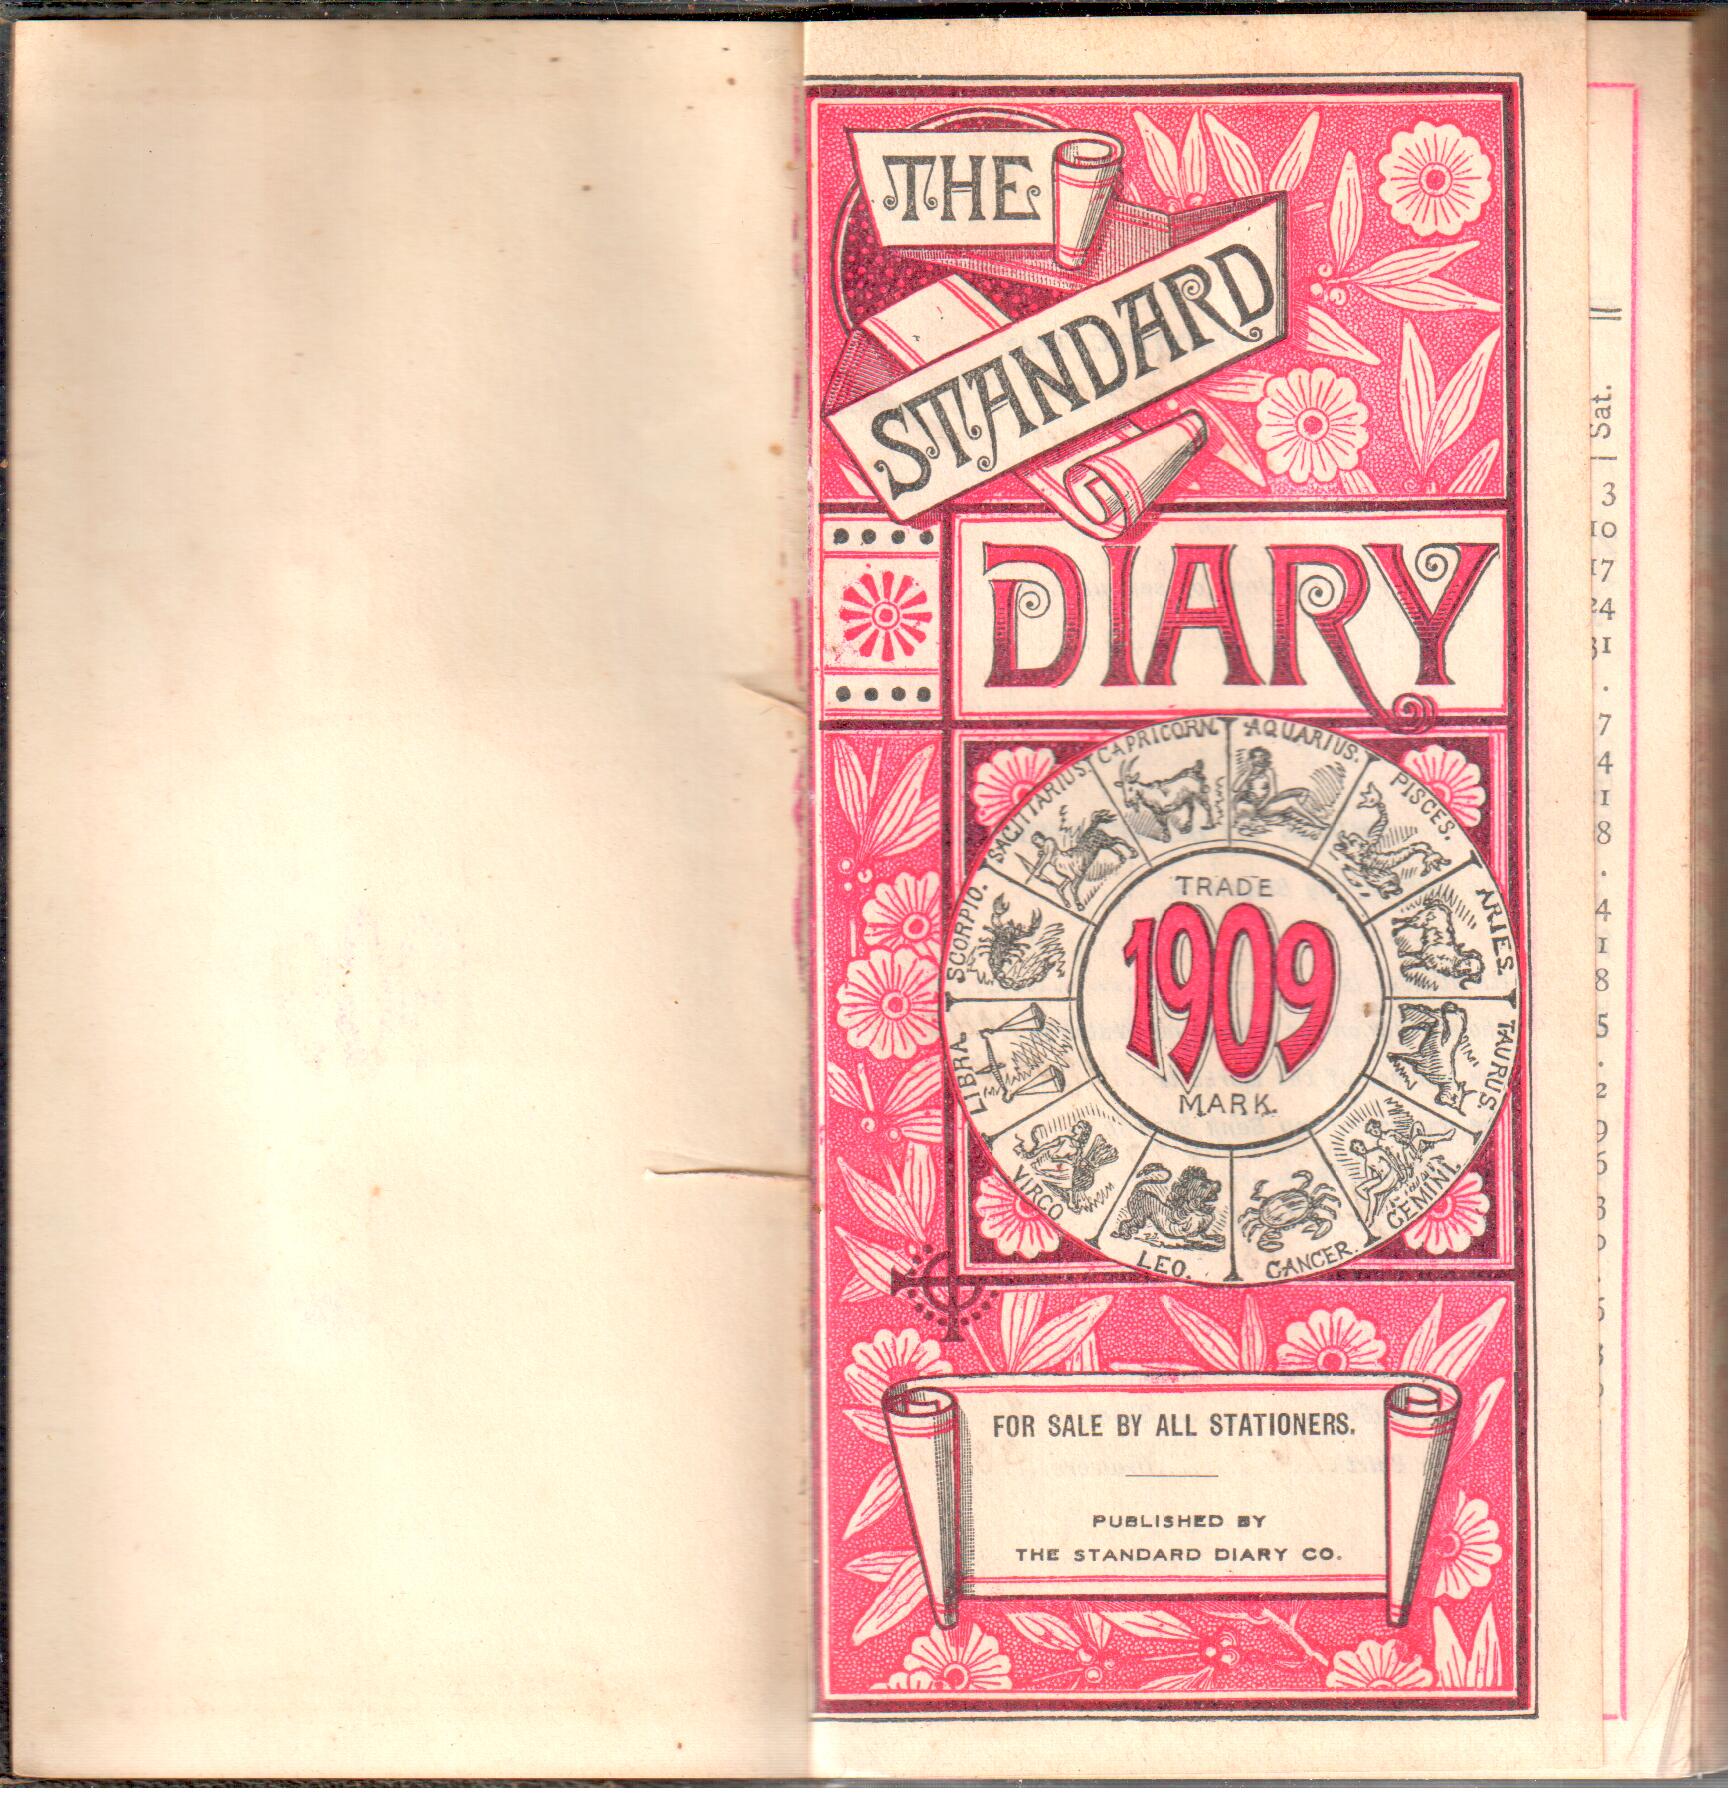 THE
STANDARD
DIARY
CAPRICORN.
AQUARIUS.
PISCES.
ARIES.
TAURUS.
GEMINI.
CANCER.
LEO.
VIRGO
LIBRA.
SCORPIO.
SAGITTARIUS.
TRADE
1909
MARK.
FOR SALE BY ALL STATIONERS.
PUBLISHED BY
THE STANDARD DIARY CO.
Sat.
3
10
17
24
31
7